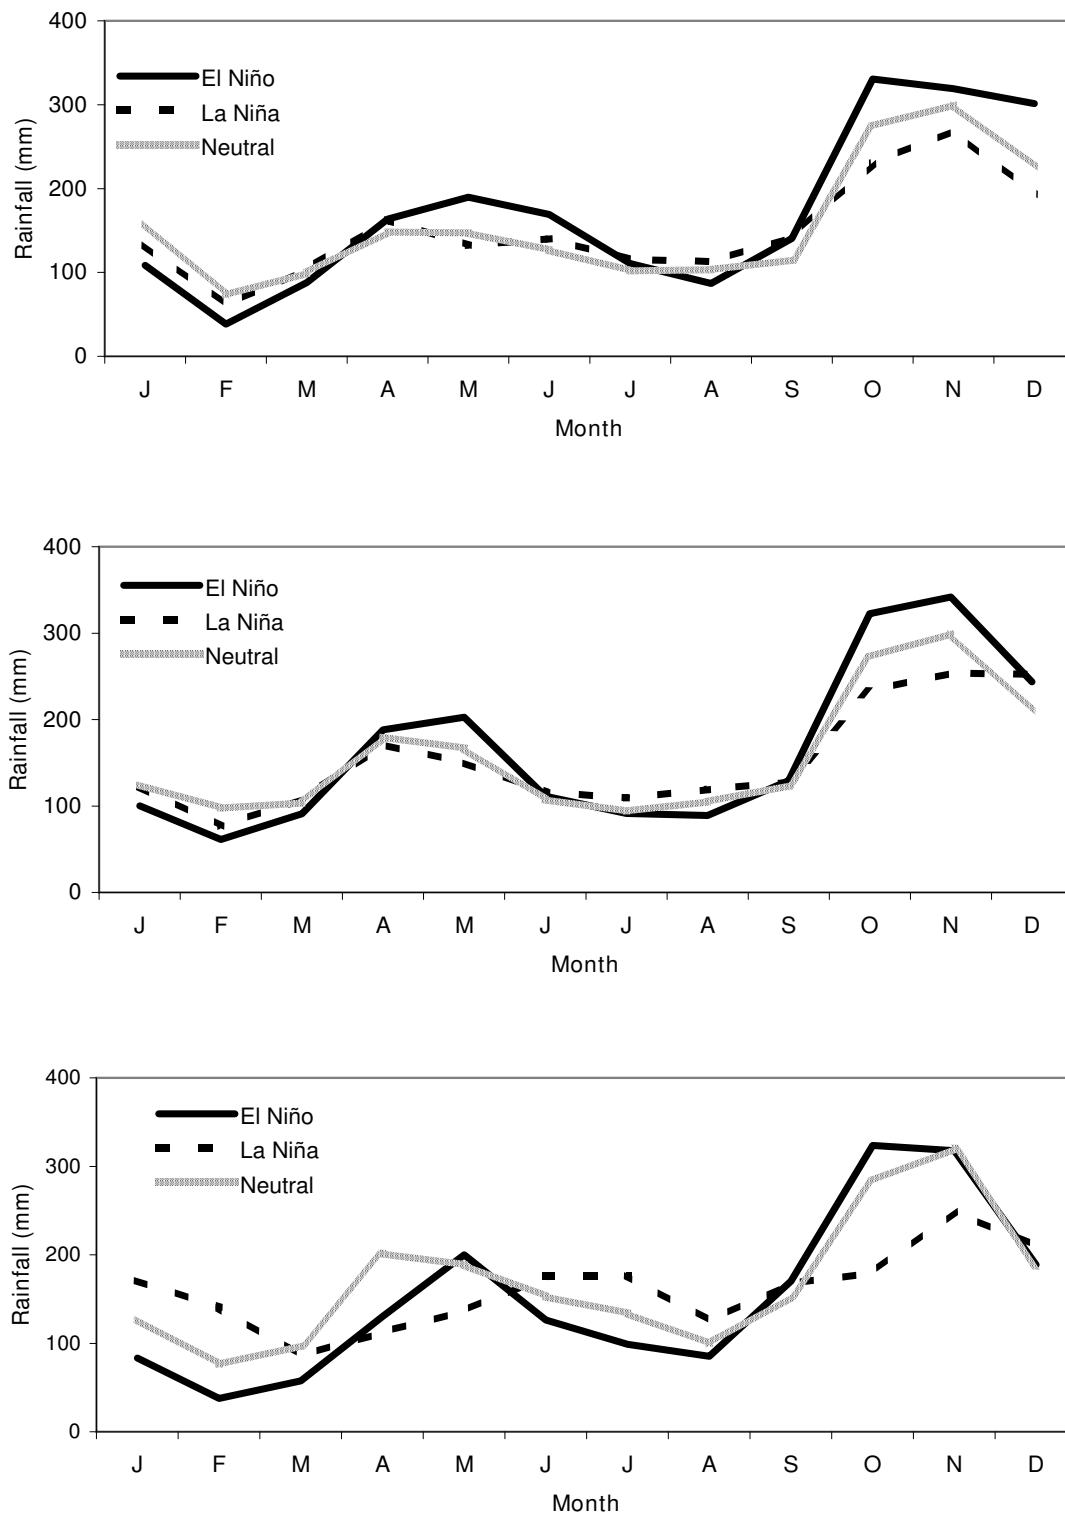 400
300
200
100
0
Rainfall (mm)
El Niño
La Niña
Neutral
J F M A M J J A S O N D
Month
400
300
200
100
0
Rainfall (mm)
El Niño
La Niña
Neutral
J F M A M J J A S O N D
Month
400
300
200
100
0
Rainfall (mm)
El Niño
La Niña
Neutral
J F M A M J J A S O N D
Month